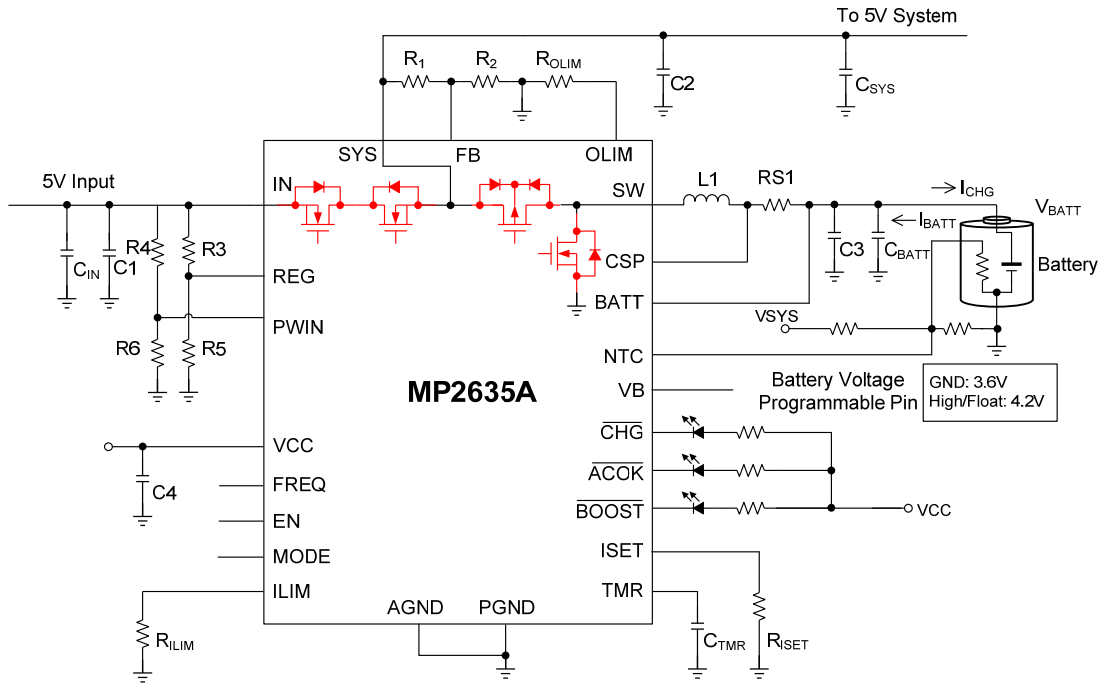 To 5V System
R1
R2
ROLIM
C2
CSYS
SYS
FB
OLIM
5V Input
IN
SW
L1
RS1
ICHG
IBATT
VBATT
R4
R3
CIN
C1
REG
CSP
C3
CBATT
Battery
BATT
PWIN
VSYS
R6
R5
NTC
MP2635A
VB
Battery Voltage
Programmable Pin
GND: 3.6V
High/Float: 4.2V
CHG
VCC
ACOK
C4
FREQ
BOOST
VCC
EN
ISET
MODE
ILIM
TMR
AGND
PGND
RILIM
CTMR
RISET